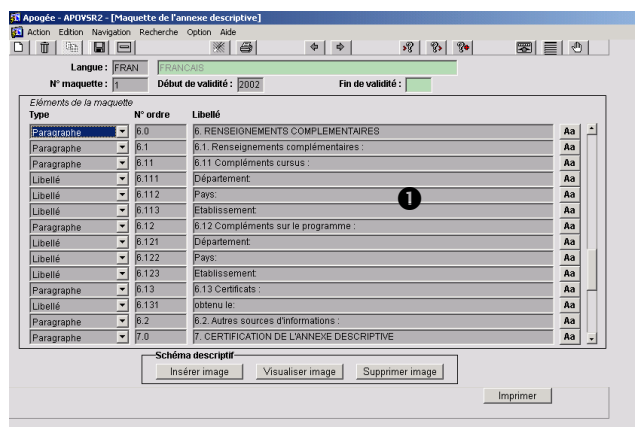 Apogée - APOVSR2 - [Maquette de l'annexe descriptive]
Action Edition Navigation Recherche Option Aide
Langue : FRAN FRANCAIS
N° maquette : 1 Début de validité : 2002 Fin de validité :
Eléments de la maquette
Type N° ordre Libellé
Paragraphe 6.0 6. RENSEIGNEMENTS COMPLEMENTAIRES Aa
Paragraphe 6.1 6.1. Renseignements complémentaires : Aa
Paragraphe 6.11 6.11 Compléments cursus : Aa
Libellé 6.111 Département: Aa
Libellé 6.112 Pays: Aa
Libellé 6.113 Etablissement: Aa
1
Paragraphe 6.12 6.12 Compléments sur le programme : Aa
Libellé 6.121 Département: Aa
Libellé 6.122 Pays: Aa
Libellé 6.123 Etablissement: Aa
Paragraphe 6.13 6.13 Certificats : Aa
Libellé 6.131 obtenu le: Aa
Paragraphe 6.2 6.2. Autres sources d'informations : Aa
Paragraphe 7.0 7. CERTIFICATION DE L'ANNEXE DESCRIPTIVE Aa
Schéma descriptif
Insérer image Visualiser image Supprimer image
Imprimer